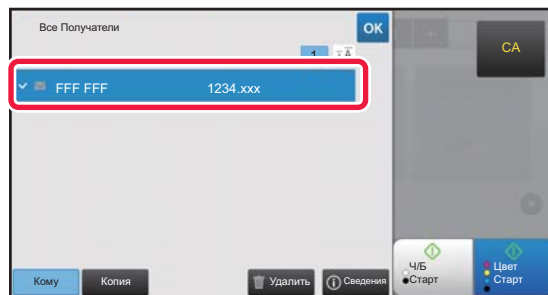 Все Получатели
OK
CA
1
FFF FFF 1234.xxx
Ч/Б Старт
Цвет Старт
Кому Копия Удалить Сведения